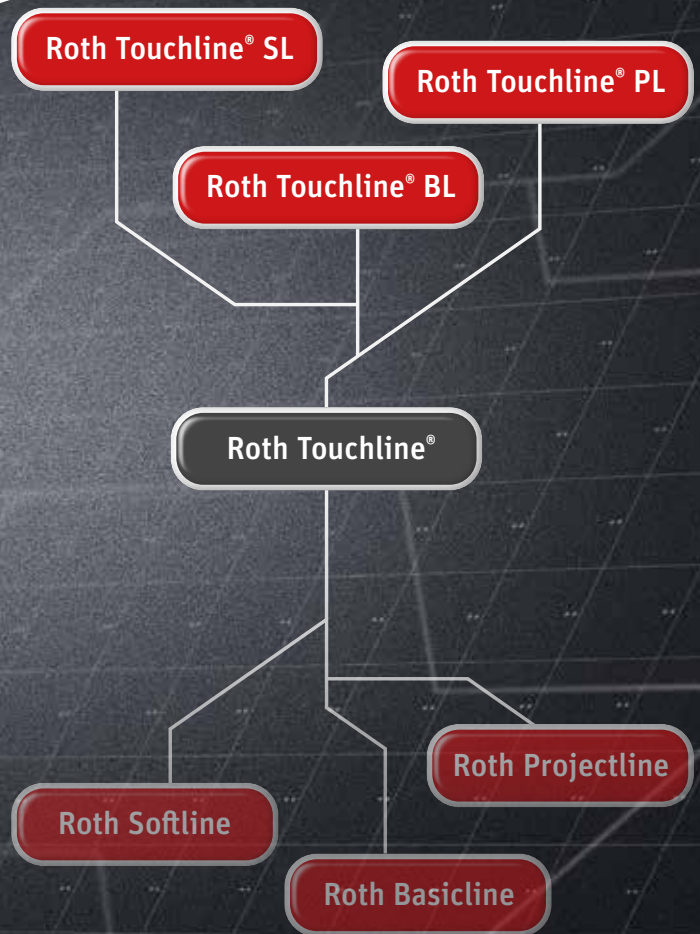 Roth Touchline® SL
Roth Touchline® PL
Roth Touchline® BL
Roth Touchline®
Roth Projectline
Roth Softline
Roth Basicline